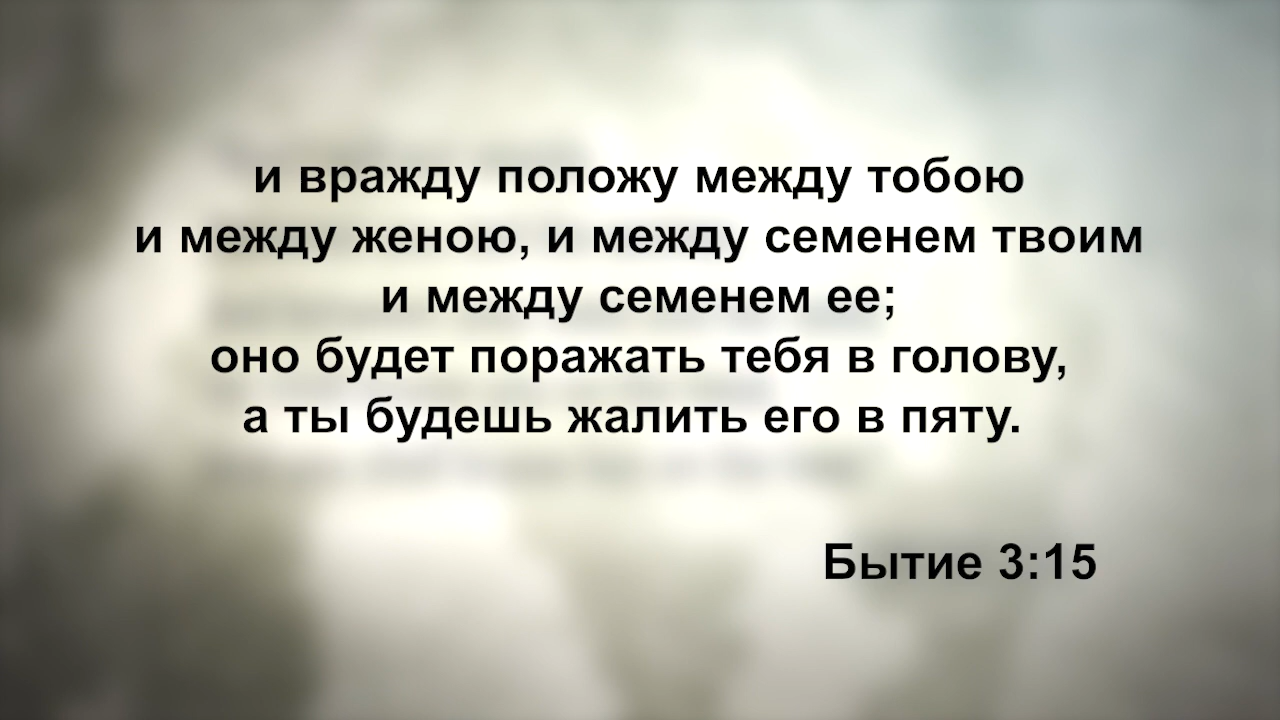 и вражду положу между тобою
и между женою, и между семенем твоим
и между семенем ее;
оно будет поражать тебя в голову,
а ты будешь жалить его в пяту.
Бытие 3:15